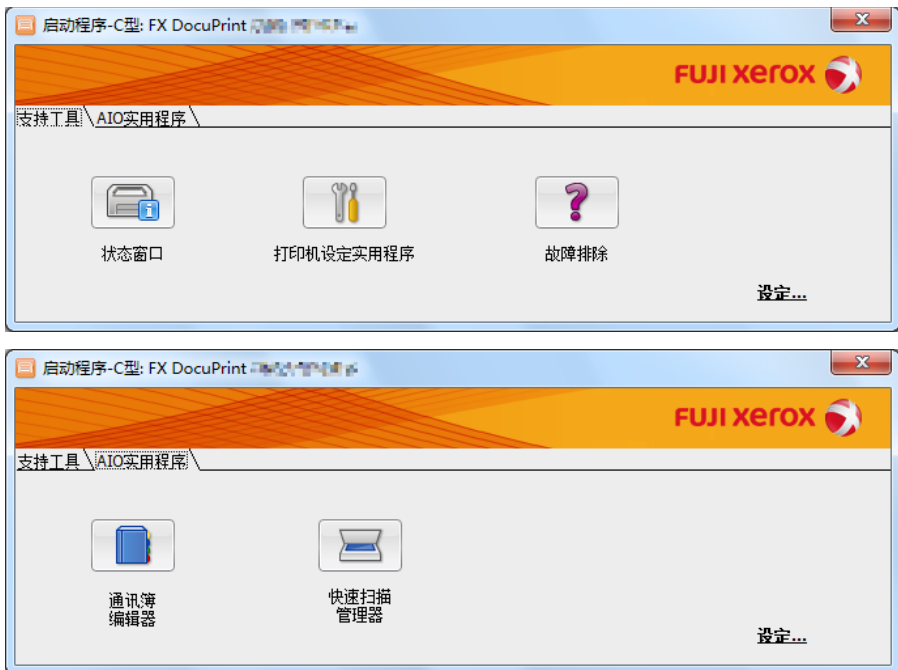 启动程序-C型: FX DocuPrint
FUJI xerox
支持工具 AIO实用程序
状态窗口 打印机设定实用程序 故障排除
设定...
启动程序-C型: FX DocuPrint
FUJI xerox
支持工具 AIO实用程序
通讯簿 快速扫描
编辑器 管理器
设定...